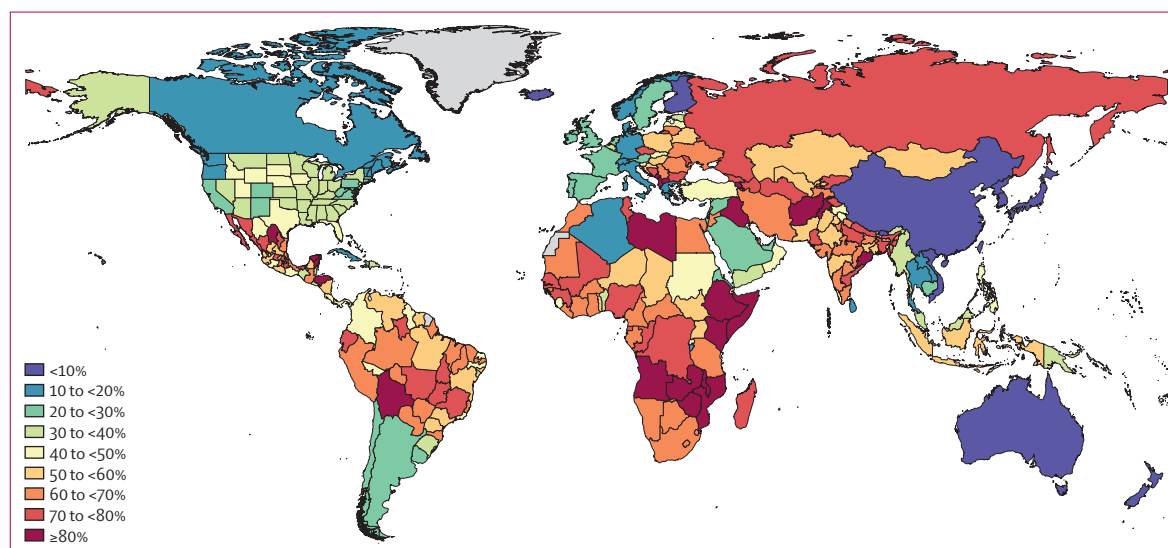 <10%
10 to <20%
20 to <30%
30 to <40%
40 to <50%
50 to <60%
60 to <70%
70 to <80%
≥80%